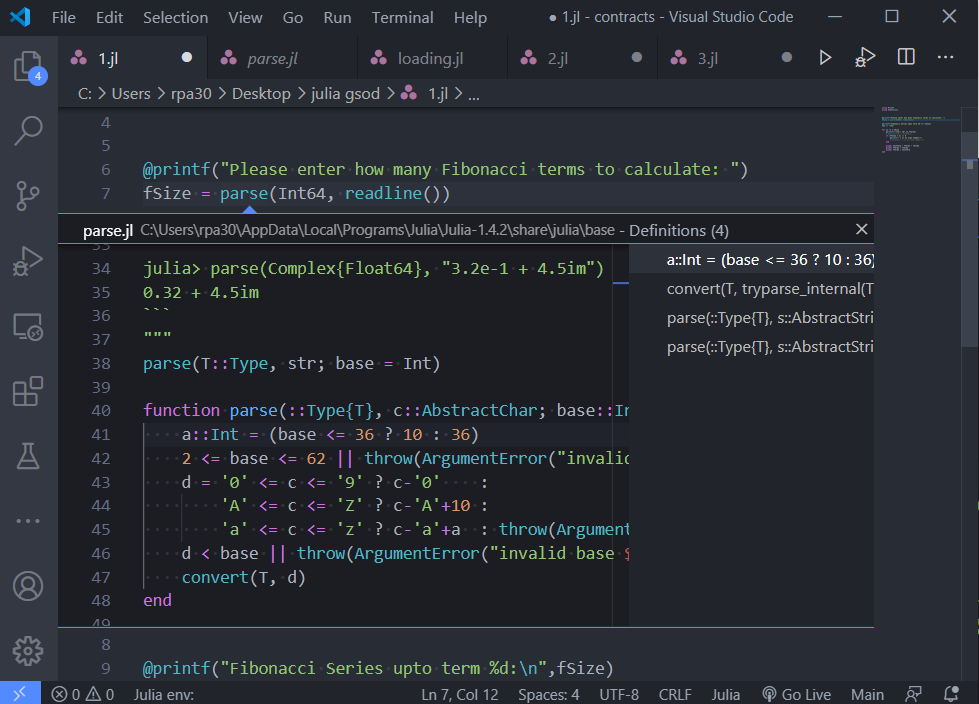 File Edit Selection View Go Run Terminal Help ● 1.jl - contracts - Visual Studio Code
1.jl ● parse.jl loading.jl 2.jl ● 3.jl ● ...
4
C: > Users > rpa30 > Desktop > julia gsod > 1.jl > ...
4
5
6 @printf("Please enter how many Fibonacci terms to calculate: ")
7 fSize = parse(Int64, readline())
parse.jl C:\Users\rpa30\AppData\Local\Programs\Julia\Julia-1.4.2\share\julia\base - Definitions (4)
33
34 julia> parse(Complex{Float64}, "3.2e-1 + 4.5im")
35 0.32 + 4.5im
36 ```
37 """
38 parse(T::Type, str; base = Int)
39
40 function parse(::Type{T}, c::AbstractChar; base::In
41 ····a::Int = (base <= 36 ? 10 : 36)
42 2 <= base <= 62 || throw(ArgumentError("invalid
43 d = '0' <= c <= '9' ? c-'0' :
44 'A' <= c <= 'Z' ? c-'A'+10 :
45 'a' <= c <= 'z' ? c-'a'+a : throw(Argument
46 d < base || throw(ArgumentError("invalid base $
47 convert(T, d)
48 end
49
a::Int = (base <= 36 ? 10 : 36)
convert(T, tryparse_internal(T
parse(::Type{T}, s::AbstractStri
parse(::Type{T}, s::AbstractStri
8
9 @printf("Fibonacci Series upto term %d:\n",fSize)
0 0 Julia env: Ln 7, Col 12 Spaces: 4 UTF-8 CRLF Julia Go Live Main